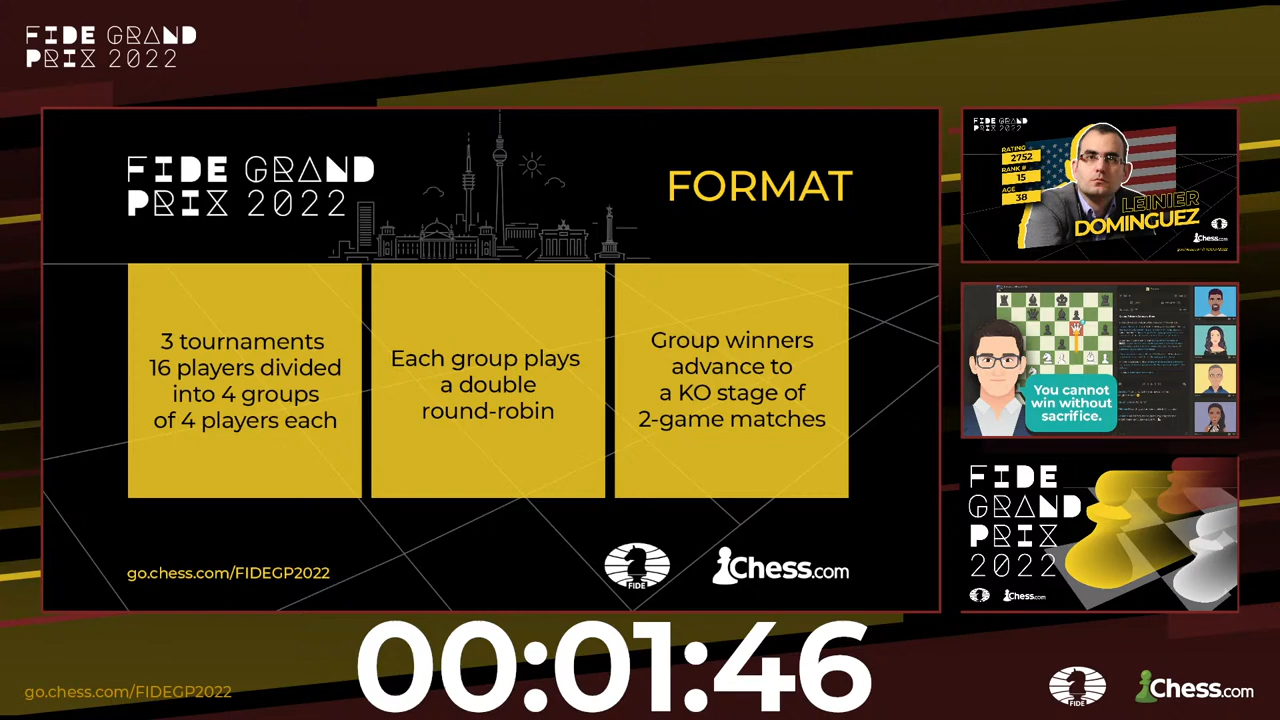 FIDE GRAND
PRIX 2022
FIDE GRAND
PRIX 2022
FORMAT
3 tournaments
16 players divided
into 4 groups
of 4 players each
Each group plays
a double
round-robin
Group winners
advance to
a KO stage of
2-game matches
go.chess.com/FIDEGP2022
FIDE
Chess.com
FIDE GRAND
PRIX 2022
RATING
2752
RANK #
15
AGE
38
LEINIER
DOMINGUEZ
Chess.com
go.chess.com/FIDEGP2022
You cannot
win without
sacrifice.
FIDE
GRAND
PRIX
2022
Chess.com
00:01:46
go.chess.com/FIDEGP2022
FIDE
Chess.com